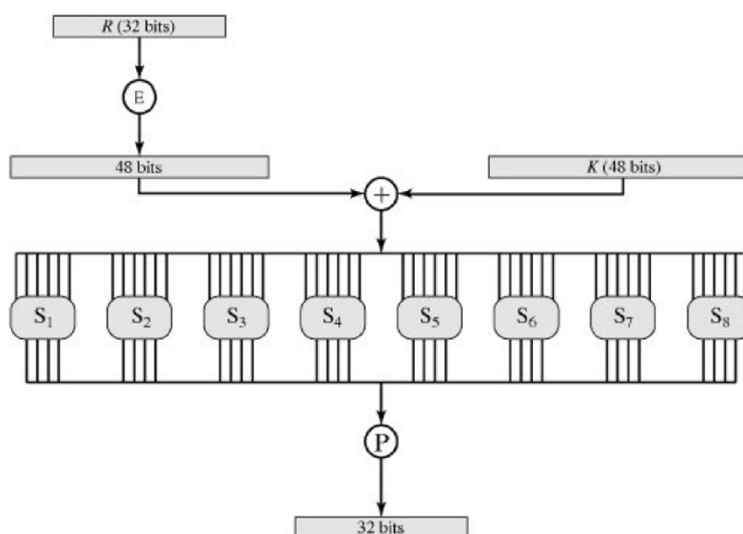 R (32 bits)
E
48 bits
K (48 bits)
+
S1 S2 S3 S4 S5 S6 S7 S8
P
32 bits